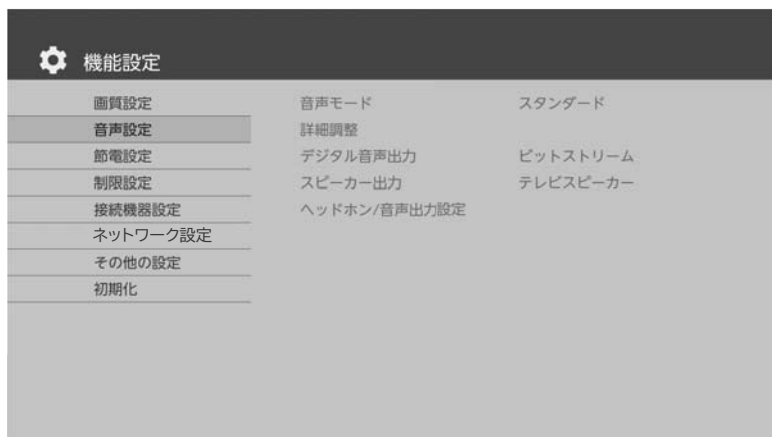 機能設定
画質設定
音声設定
節電設定
制限設定
接続機器設定
ネットワーク設定
その他の設定
初期化
音声モード スタンダード
詳細調整
デジタル音声出力 ビットストリーム
スピーカー出力 テレビスピーカー
ヘッドホン/音声出力設定